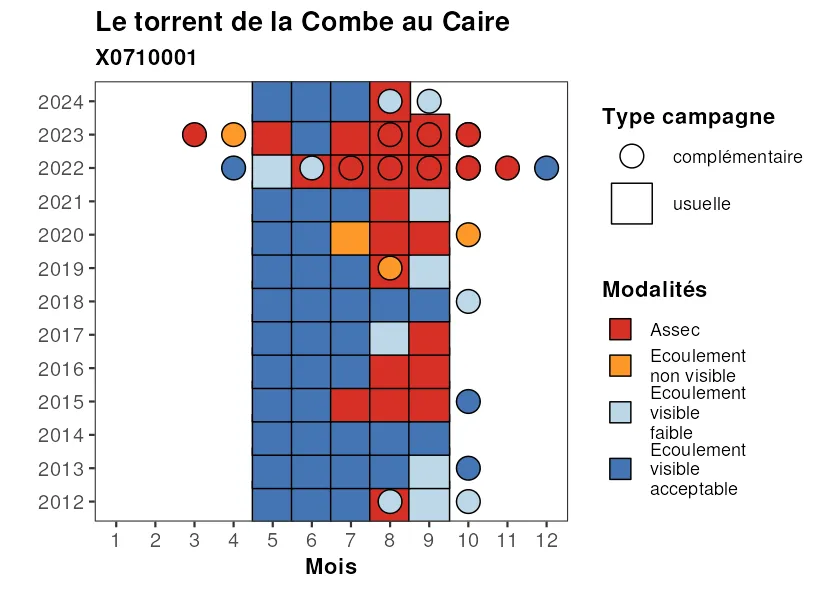 Le torrent de la Combe au Caire
X0710001
2024
2023
2022
2021
2020
2019
2018
2017
2016
2015
2014
2013
2012
1 2 3 4 5 6 7 8 9 10 11 12
Mois
Type campagne
complémentaire
usuelle
Modalités
Assec
Ecoulement
non visible
Ecoulement
visible
faible
Ecoulement
visible
acceptable